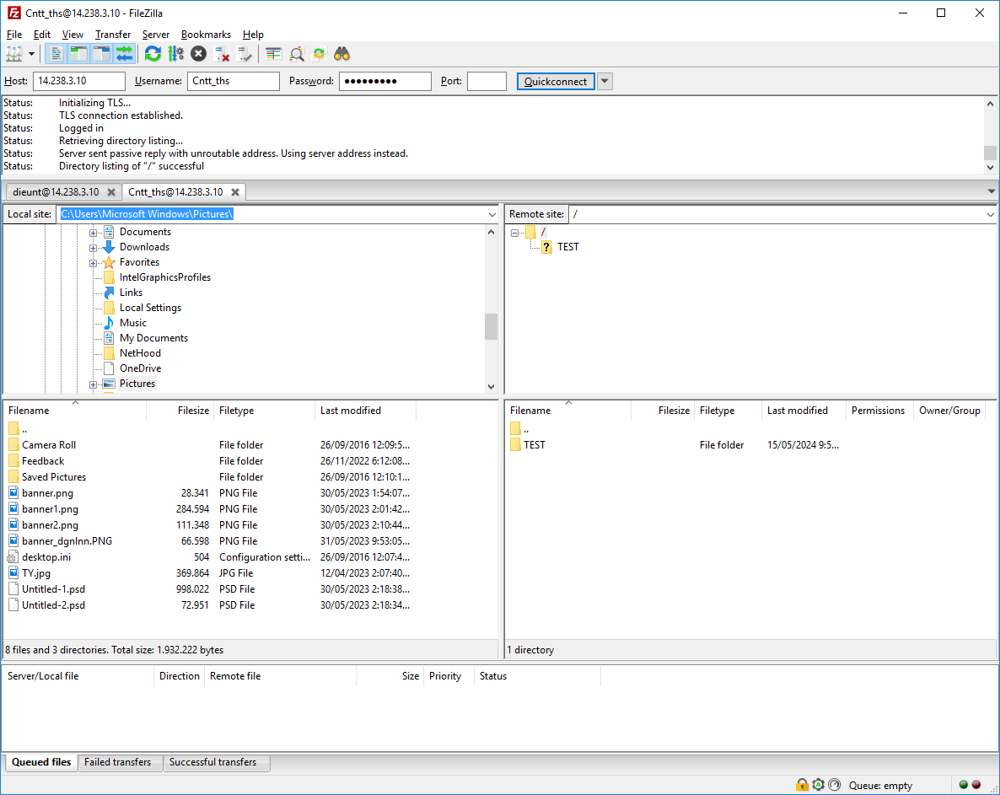 Cntt_ths@14.238.3.10 - FileZilla
File Edit View Transfer Server Bookmarks Help
Host: 14.238.3.10 Username: Cntt_ths Password: ●●●●●●●●● Port: Quickconnect
Status: Initializing TLS...
Status: TLS connection established.
Status: Logged in
Status: Retrieving directory listing...
Status: Server sent passive reply with unroutable address. Using server address instead.
Status: Directory listing of "/" successful
dieunt@14.238.3.10 Cntt_ths@14.238.3.10
Local site: C:\Users\Microsoft Windows\Pictures\
Documents
Downloads
Favorites
IntelGraphicsProfiles
Links
Local Settings
Music
My Documents
NetHood
OneDrive
Pictures
Remote site: /
/
? TEST
Filename Filesize Filetype Last modified
..
Camera Roll File folder 26/09/2016 12:09:5...
Feedback File folder 26/11/2022 6:12:08...
Saved Pictures File folder 26/09/2016 12:10:1...
banner.png 28.341 PNG File 30/05/2023 1:54:07...
banner1.png 284.594 PNG File 30/05/2023 2:01:42...
banner2.png 111.348 PNG File 30/05/2023 2:10:44...
banner_dgnlnn.PNG 66.598 PNG File 31/05/2023 9:53:05...
desktop.ini 504 Configuration setti... 26/09/2016 12:07:4...
TY.jpg 369.864 JPG File 12/04/2023 2:07:40...
Untitled-1.psd 998.022 PSD File 30/05/2023 2:18:38...
Untitled-2.psd 72.951 PSD File 30/05/2023 2:18:34...
8 files and 3 directories. Total size: 1.932.222 bytes
Filename Filesize Filetype Last modified Permissions Owner/Group
..
TEST File folder 15/05/2024 9:5...
1 directory
Server/Local file Direction Remote file Size Priority Status
Queued files Failed transfers Successful transfers
Queue: empty